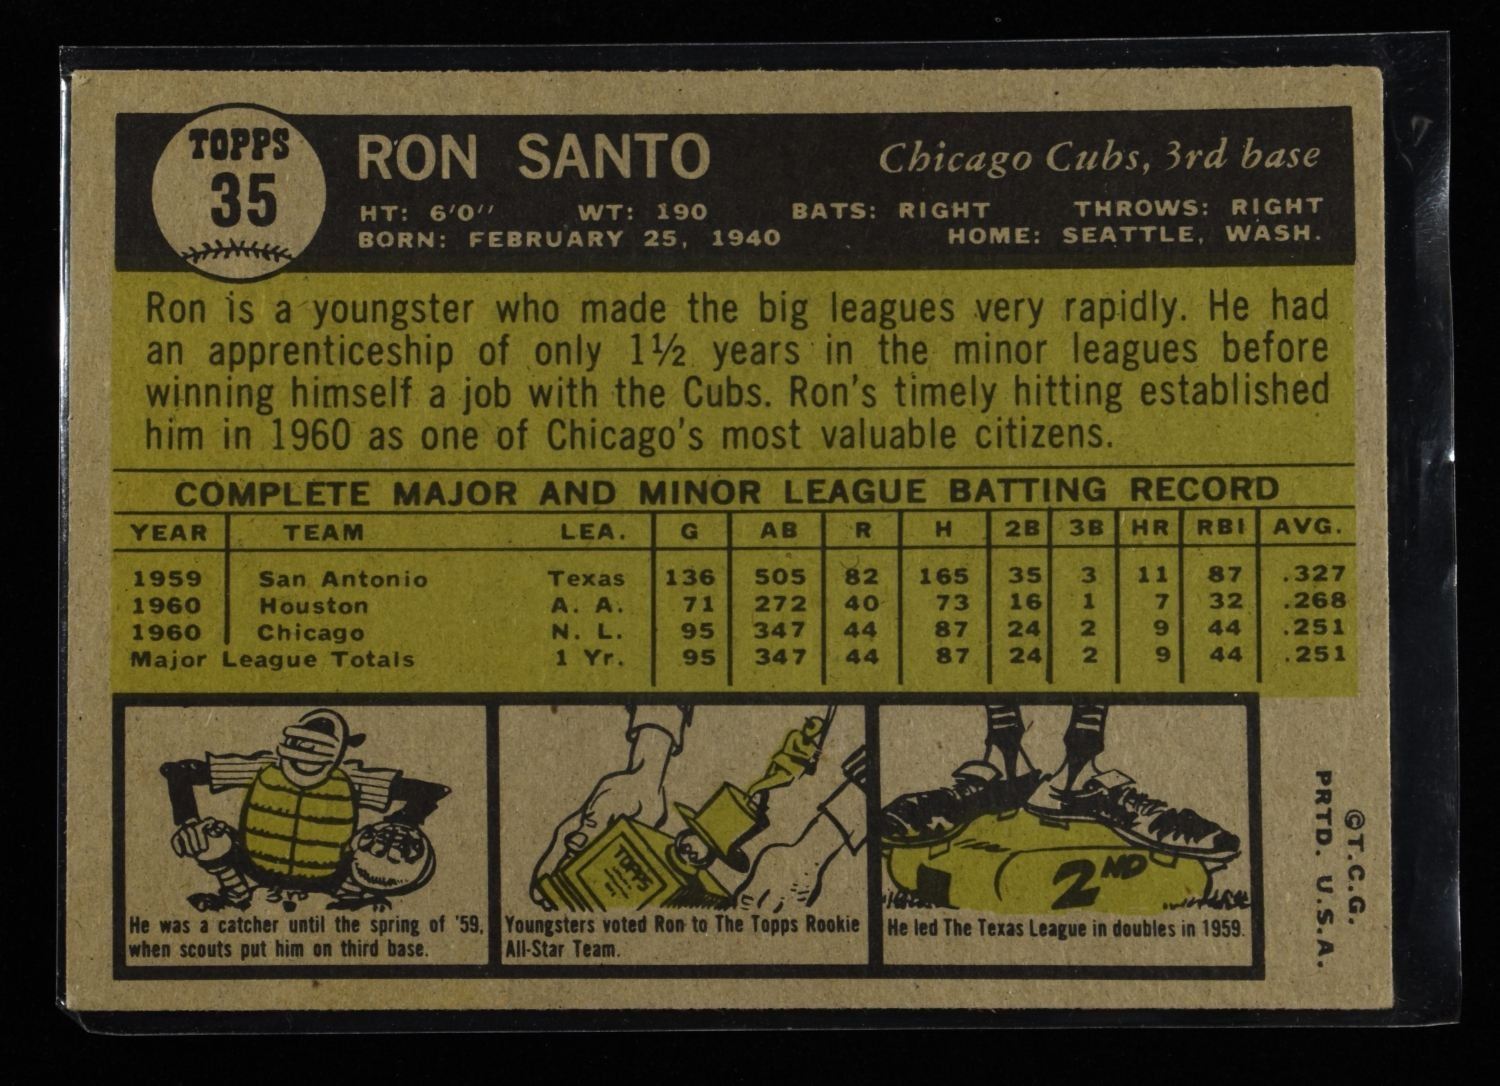 TOPPS
35
RON SANTO
Chicago Cubs, 3rd base
HT: 6'0" WT: 190 BATS: RIGHT THROWS: RIGHT
BORN: FEBRUARY 25, 1940 HOME: SEATTLE, WASH.
Ron is a youngster who made the big leagues very rapidly. He had
an apprenticeship of only 1½ years in the minor leagues before
winning himself a job with the Cubs. Ron's timely hitting established
him in 1960 as one of Chicago's most valuable citizens.
COMPLETE MAJOR AND MINOR LEAGUE BATTING RECORD
YEAR TEAM LEA. G AB R H 2B 3B HR RBI AVG.
1959 San Antonio Texas 136 505 82 165 35 3 11 87 .327
1960 Houston A. A. 71 272 40 73 16 1 7 32 .268
1960 Chicago N. L. 95 347 44 87 24 2 9 44 .251
Major League Totals 1 Yr. 95 347 44 87 24 2 9 44 .251
He was a catcher until the spring of '59,
when scouts put him on third base.
TOPPS
Youngsters voted Ron to The Topps Rookie
All-Star Team.
2ND
He led The Texas League in doubles in 1959.
©T.C.G.
PRTD. U.S.A.